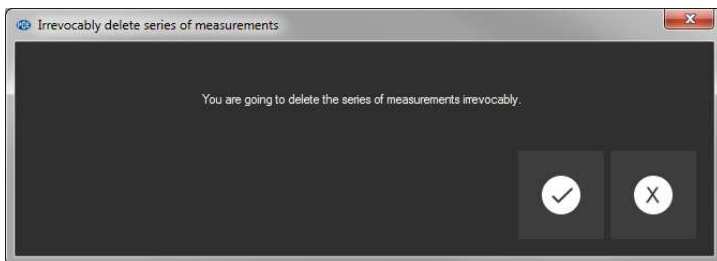 Irrevocably delete series of measurements
You are going to delete the series of measurements irrevocably.
X